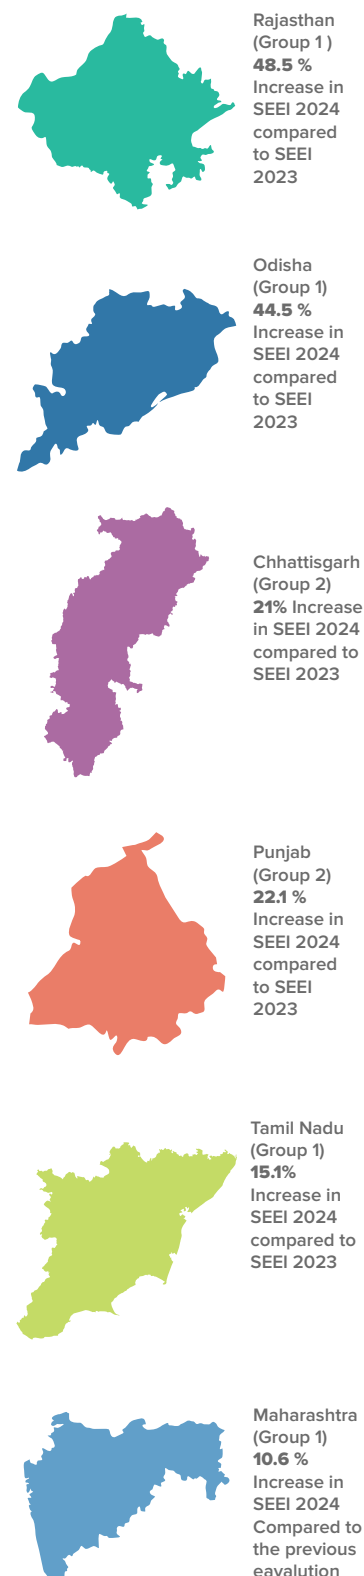 Rajasthan
(Group 1 )
48.5 %
Increase in
SEEI 2024
compared
to SEEI
2023
Odisha
(Group 1)
44.5 %
Increase in
SEEI 2024
compared
to SEEI
2023
Chhattisgarh
(Group 2)
21% Increase
in SEEI 2024
compared to
SEEI 2023
Punjab
(Group 2)
22.1 %
Increase in
SEEI 2024
compared
to SEEI
2023
Tamil Nadu
(Group 1)
15.1%
Increase in
SEEI 2024
compared to
SEEI 2023
Maharashtra
(Group 1)
10.6 %
Increase in
SEEI 2024
Compared to
the previous
eavalution